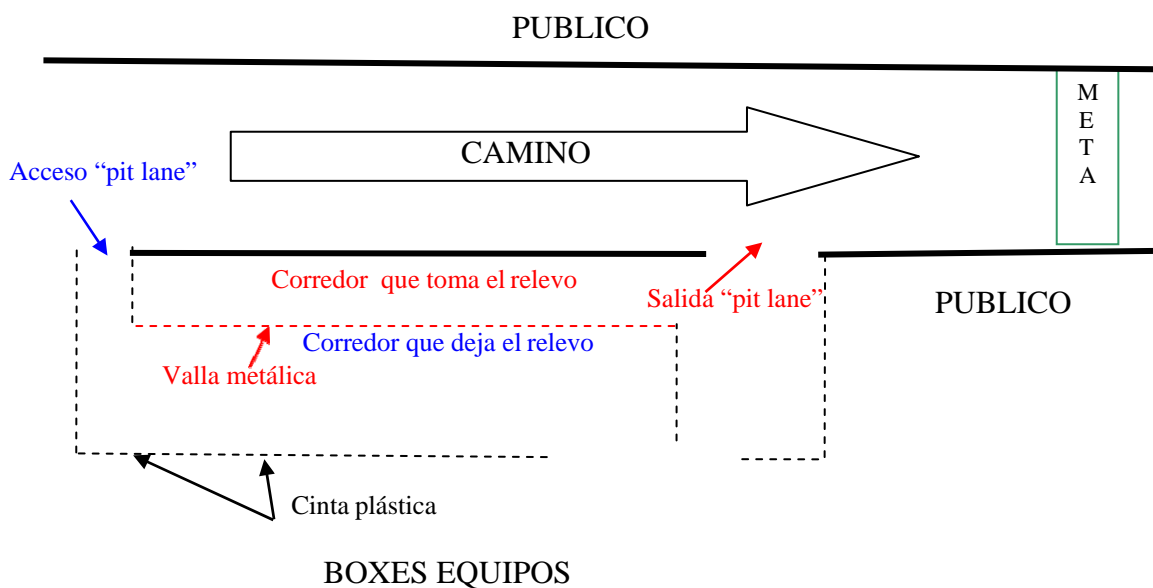 PUBLICO
M
E
T
A
CAMINO
Acceso “pit lane”
Corredor que toma el relevo
Salida “pit lane”
PUBLICO
Corredor que deja el relevo
Valla metálica
Cinta plástica
BOXES EQUIPOS